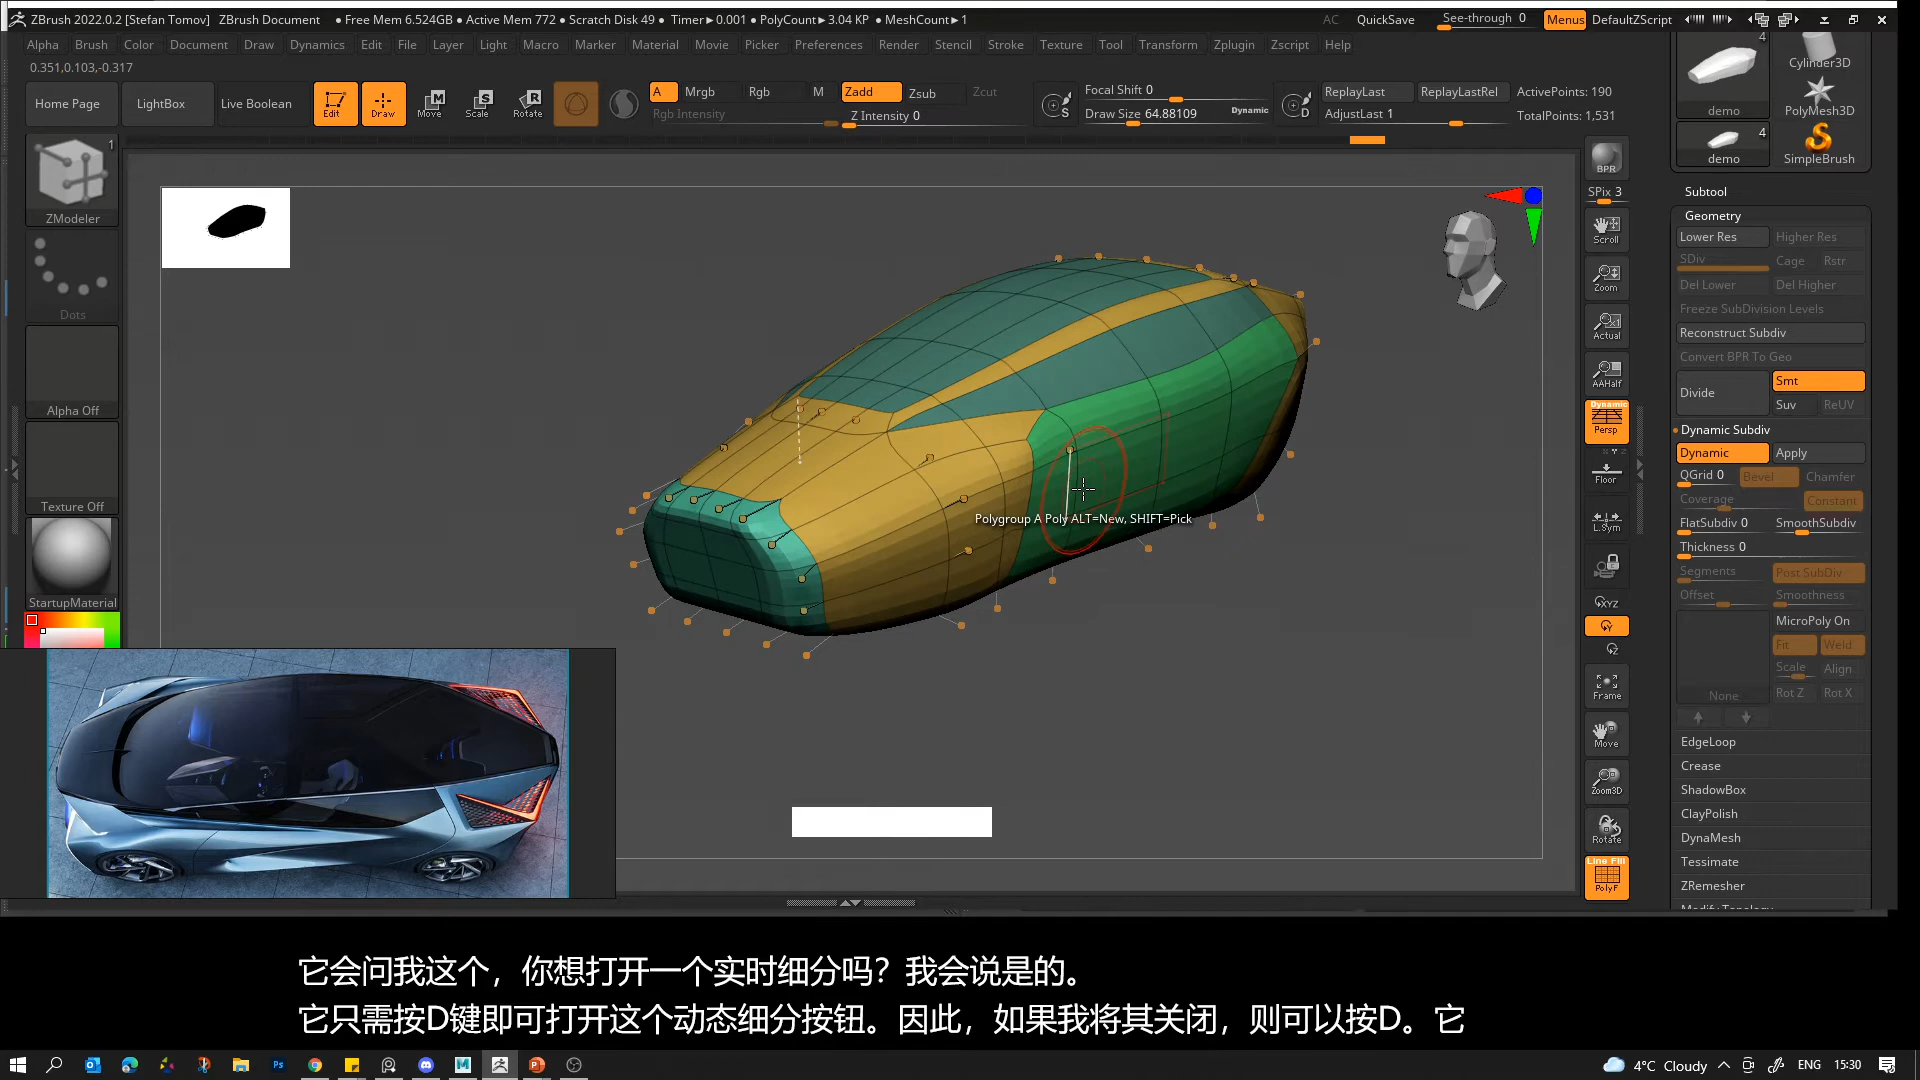 ZBrush 2022.0.2 [Stefan Tomov] ZBrush Document ● Free Mem 6.524GB ● Active Mem 772 ● Scratch Disk 49 ● Timer►0.001 ● PolyCount►3.04 KP ● MeshCount►1 AC QuickSave See-through 0 Menus DefaultZScript
Alpha Brush Color Document Draw Dynamics Edit File Layer Light Macro Marker Material Movie Picker Preferences Render Stencil Stroke Texture Tool Transform Zplugin Zscript Help
0.351,0.103,-0.317
Home Page LightBox Live Boolean Edit Draw Move Scale Rotate
A Mrgb Rgb M Zadd Zsub Zcut
Rgb Intensity Z Intensity 0
Focal Shift 0
Draw Size 64.88109 Dynamic
ReplayLast ReplayLastRel ActivePoints: 190
AdjustLast 1 TotalPoints: 1,531
1
ZModeler
Dots
Alpha Off
Texture Off
StartupMaterial
Polygroup A Poly ALT=New, SHIFT=Pick
BPR
SPix 3
Scroll
Zoom
Actual
AAHalf
Dynamic
Persp
Floor
L.Sym
XYZ
Y
Z
Frame
Move
Zoom3D
Rotate
Line Fill
PolyF
4 Cylinder3D
demo PolyMesh3D
4
demo SimpleBrush
Subtool
Geometry
Lower Res Higher Res
SDiv Cage Rstr
Del Lower Del Higher
Freeze SubDivision Levels
Reconstruct Subdiv
Convert BPR To Geo
Divide Smt
Suv ReUV
Dynamic Subdiv
Dynamic Apply
QGrid 0 Bevel Chamfer
Coverage Constant
FlatSubdiv 0 SmoothSubdiv
Thickness 0
Segments Post SubDiv
Offset Smoothness
MicroPoly On
Fit Weld
Scale Align
None Rot Z Rot X
EdgeLoop
Crease
ShadowBox
ClayPolish
DynaMesh
Tessimate
ZRemesher
Modify Topology
它会问我这个，你想打开一个实时细分吗？我会说是的。
它只需按D键即可打开这个动态细分按钮。因此，如果我将其关闭，则可以按D。它
4°C Cloudy ENG 15:30